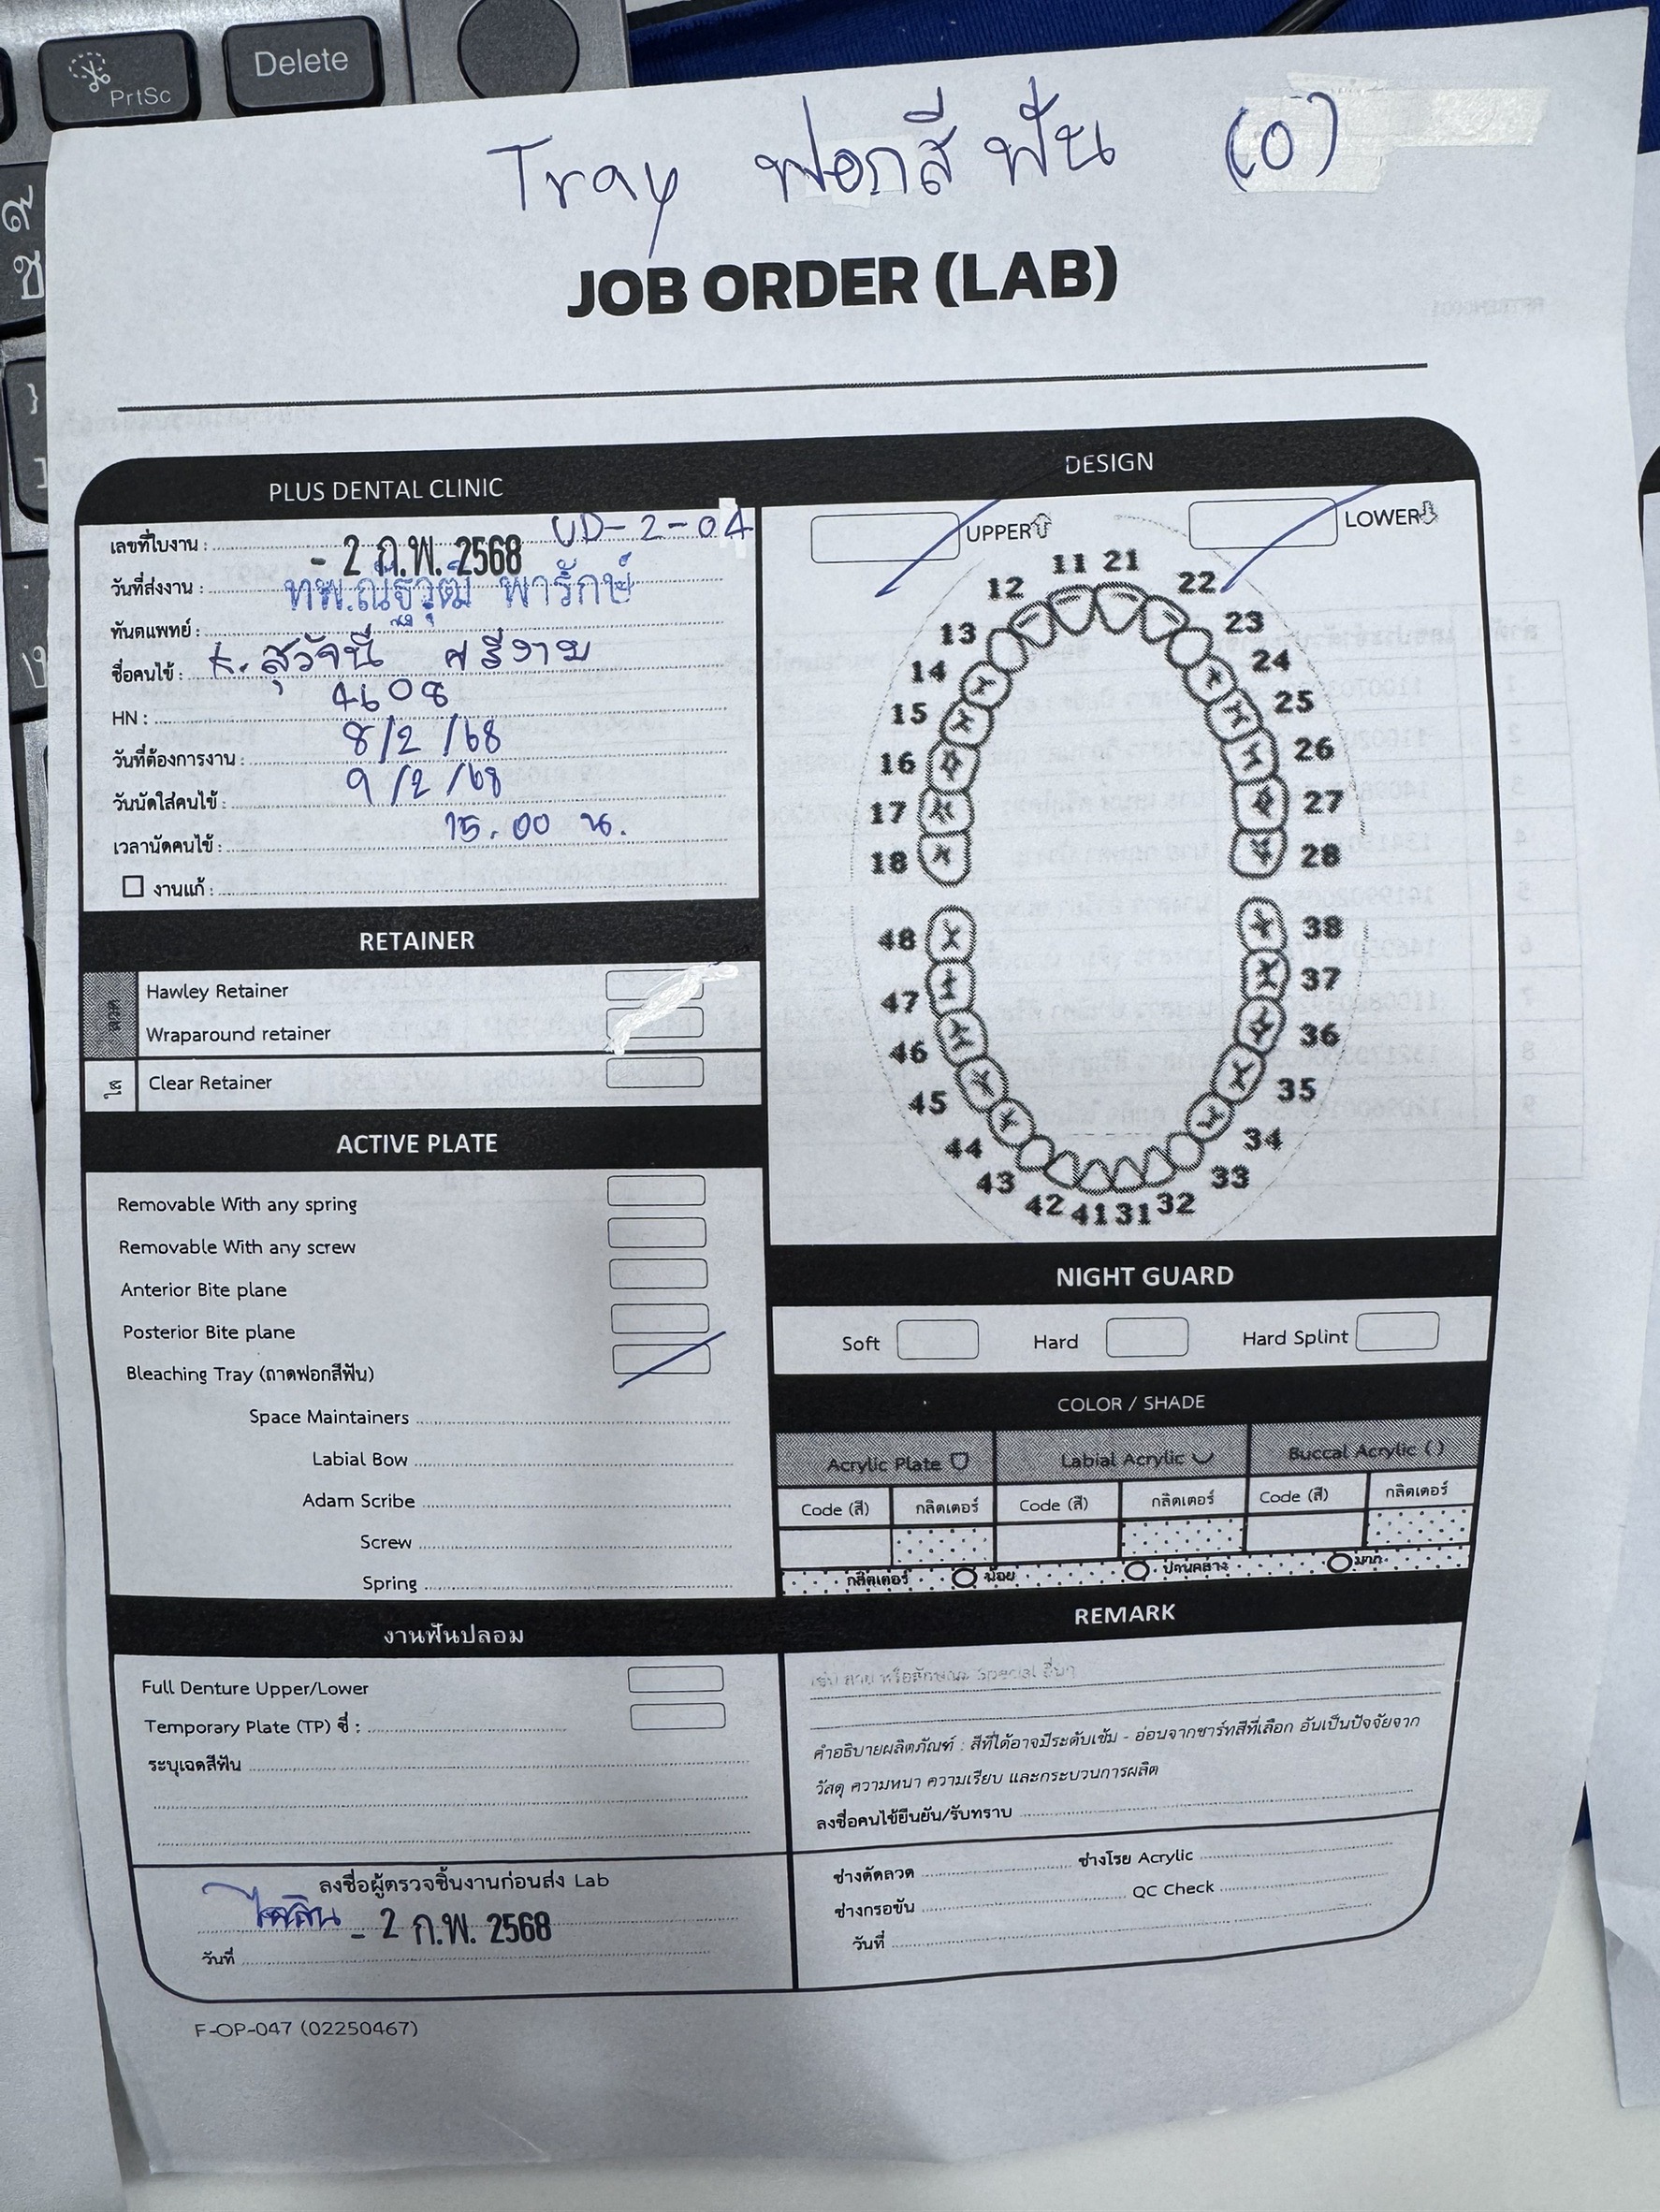 PrtSc
Delete
Tray ฟอกสีฟัน (0)
JOB ORDER (LAB)
PLUS DENTAL CLINIC
เลขที่ใบงาน : UD-2-04
วันที่ส่งงาน : - 2 ก.พ. 2568
ทันตแพทย์ : ทพ.ณัฐวุฒิ พารักษ์
ชื่อคนไข้ : K. สุวัจนี ศรีงาม
HN : 4608
วันที่ต้องการงาน : 8/2/68
วันนัดใส่คนไข้ : 9/2/68
เวลานัดคนไข้ : 15.00 น.
งานแก้ :
DESIGN
UPPER
LOWER
11 21
12 22
13 23
14 24
15 25
16 26
17 27
18 28
48 38
47 37
46 36
45 35
44 34
43 33
42 41 31 32
RETAINER
ลวด
Hawley Retainer
Wraparound retainer
ใส
Clear Retainer
ACTIVE PLATE
Removable With any spring
Removable With any screw
Anterior Bite plane
Posterior Bite plane
Bleaching Tray (ถาดฟอกสีฟัน)
Space Maintainers
Labial Bow
Adam Scribe
Screw
Spring
NIGHT GUARD
Soft Hard Hard Splint
COLOR / SHADE
Acrylic Plate Labial Acrylic Buccal Acrylic ( )
Code (สี) กลิตเตอร์ Code (สี) กลิตเตอร์ Code (สี) กลิตเตอร์
กลิตเตอร์ น้อย ปานกลาง มาก
งานฟันปลอม
Full Denture Upper/Lower
Temporary Plate (TP) ซี่ :
ระบุเฉดสีฟัน
REMARK
เช่น ลาย หรือลักษณะ Special อื่นๆ
คำอธิบายผลิตภัณฑ์ : สีที่ได้อาจมีระดับเข้ม - อ่อนจากชาร์ทสีที่เลือก อันเป็นปัจจัยจาก
วัสดุ ความหนา ความเรียบ และกระบวนการผลิต
ลงชื่อคนไข้ยืนยัน/รับทราบ
ลงชื่อผู้ตรวจชิ้นงานก่อนส่ง Lab
วันที่ - 2 ก.พ. 2568
ช่างดัดลวด ช่างโรย Acrylic
ช่างกรอขัน QC Check
วันที่
F-OP-047 (02250467)